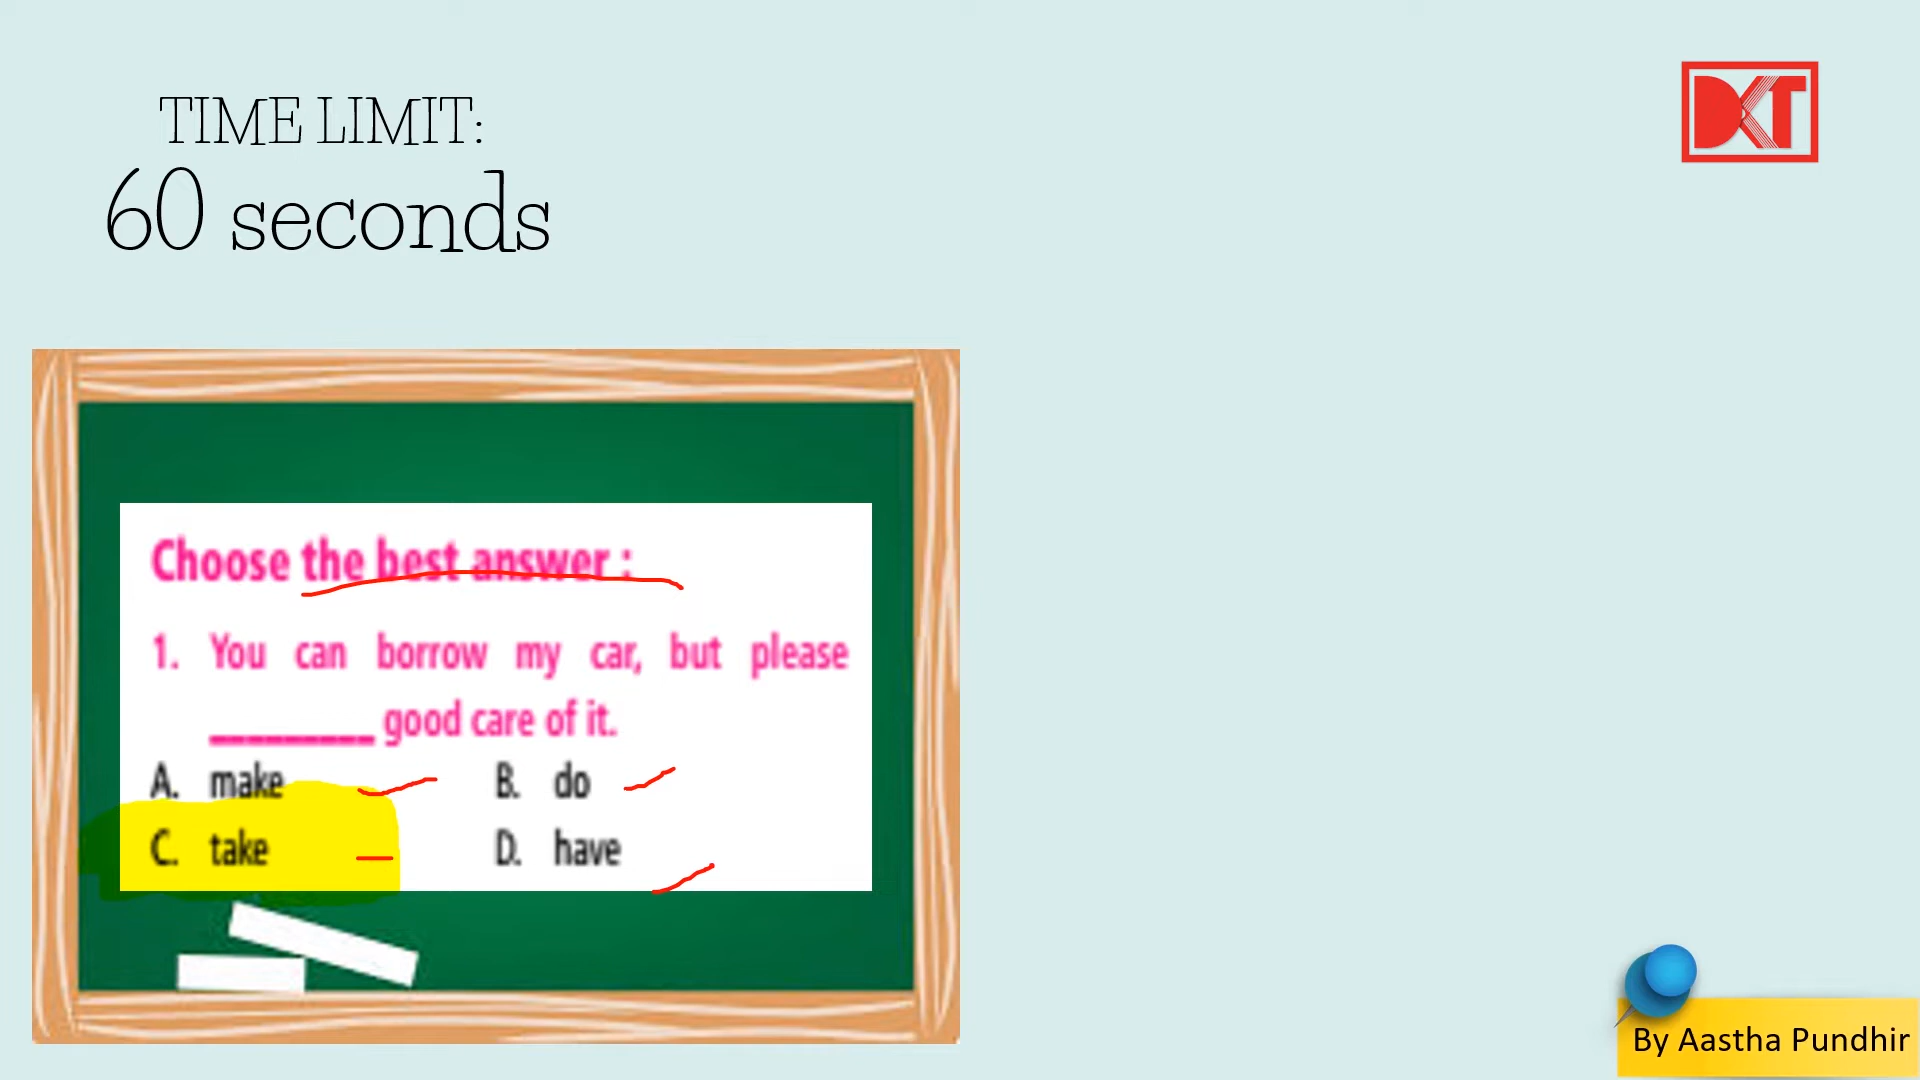 TIME LIMIT:
60 seconds
DKT
Choose the best answer :
1. You can borrow my car, but please
_________ good care of it.
A. make B. do
C. take D. have
By Aastha Pundhir